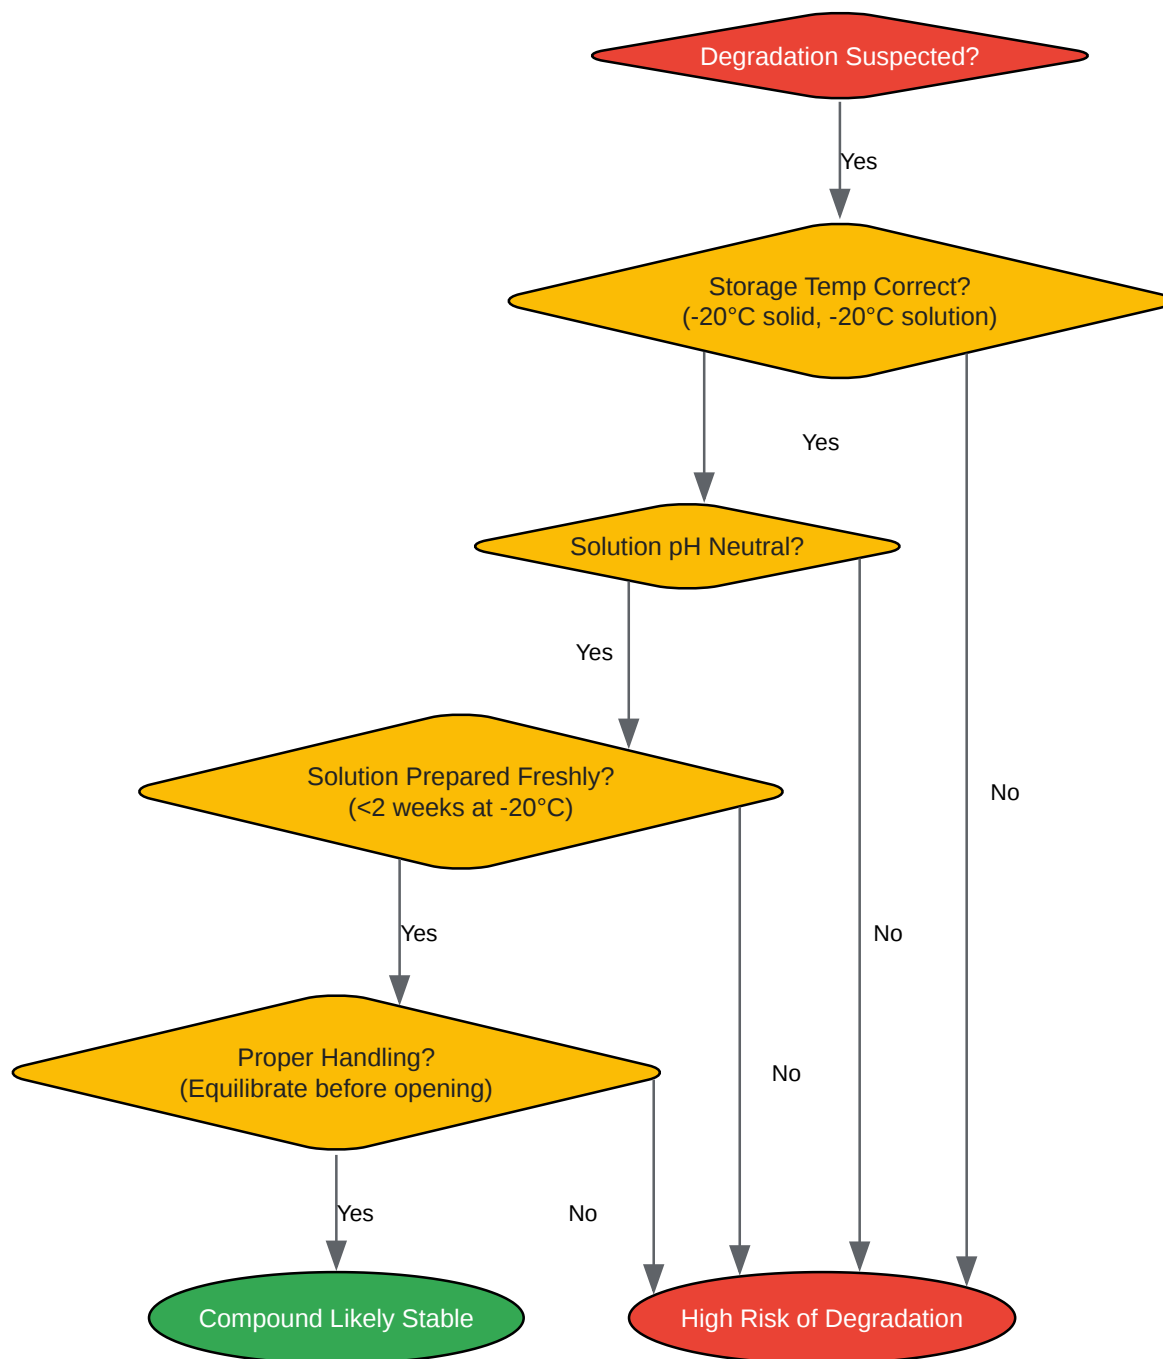 Degradation Suspected?
Yes
Storage Temp Correct?
(-20°C solid, -20°C solution)
Yes
Solution pH Neutral?
Yes
Solution Prepared Freshly?
(<2 weeks at -20°C)
No
Yes
No
Proper Handling?
(Equilibrate before opening)
No
Yes
No
Compound Likely Stable
High Risk of Degradation